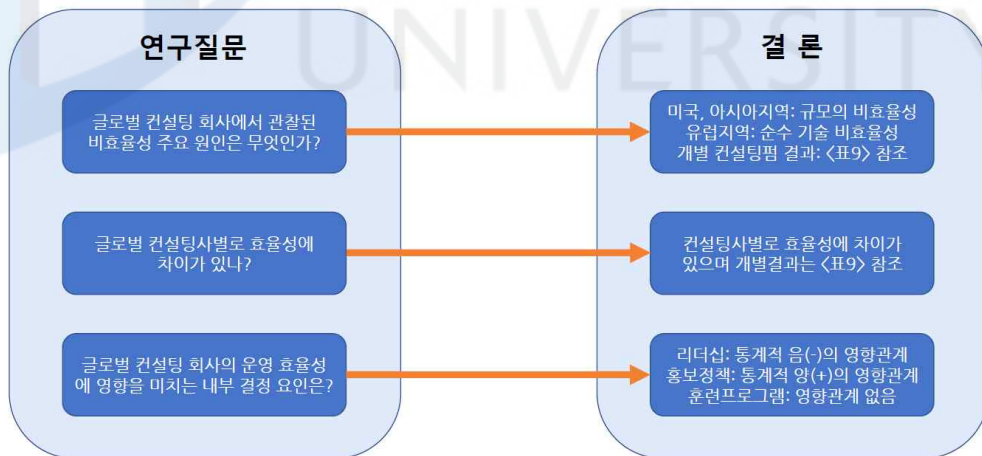 UNIVERSITY
연구질문
글로벌 컨설팅 회사에서 관찰된
비효율성 주요 원인은 무엇인가?
글로벌 컨설팅사별로 효율성에
차이가 있나?
글로벌 컨설팅 회사의 운영 효율성
에 영향을 미치는 내부 결정 요인은?
결 론
미국, 아시아지역: 규모의 비효율성
유럽지역: 순수 기술 비효율성
개별 컨설팅펌 결과: <표9> 참조
컨설팅사별로 효율성에 차이가
있으며 개별결과는 <표9> 참조
리더십: 통계적 음(-)의 영향관계
홍보정책: 통계적 양(+)의 영향관계
훈련프로그램: 영향관계 없음